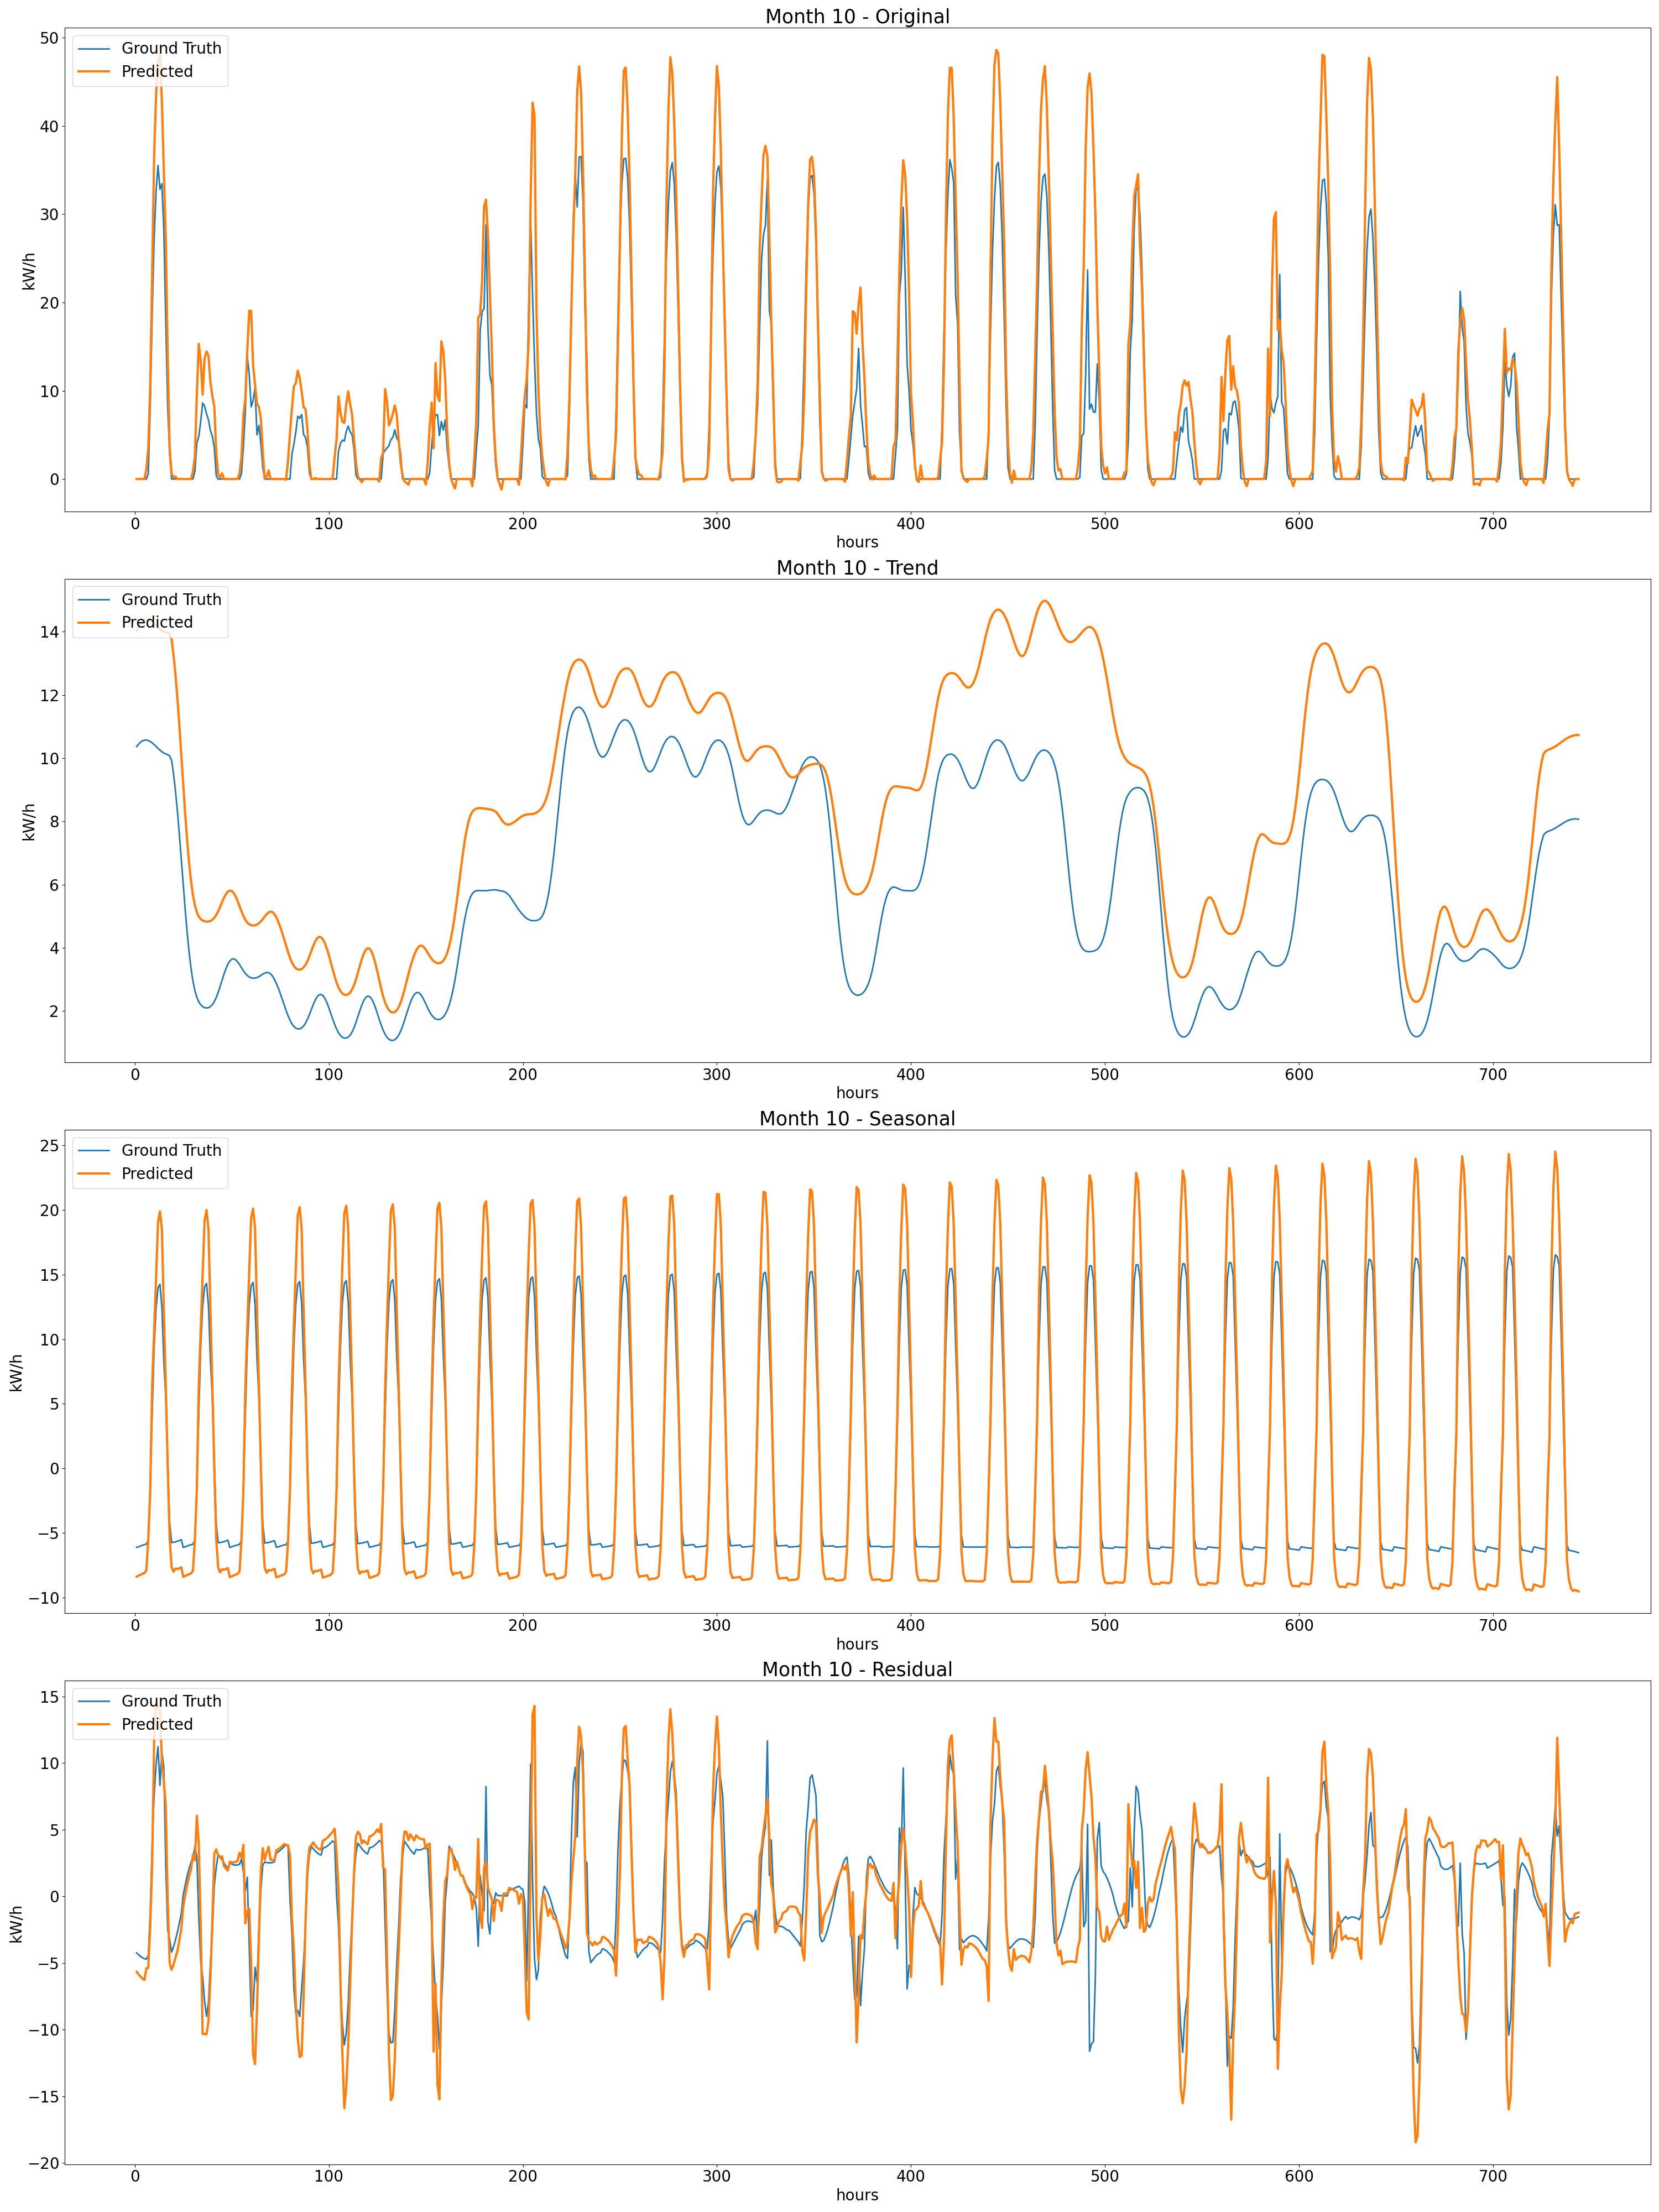 Month 10 - Original
Ground Truth
Predicted
50
40
30
20
10
0
kW/h
0 100 200 300 400 500 600 700
hours
Month 10 - Trend
Ground Truth
Predicted
14
12
10
8
6
4
2
kW/h
0 100 200 300 400 500 600 700
hours
Month 10 - Seasonal
Ground Truth
Predicted
25
20
15
10
5
0
−5
−10
kW/h
0 100 200 300 400 500 600 700
hours
Month 10 - Residual
Ground Truth
Predicted
15
10
5
0
−5
−10
−15
−20
kW/h
0 100 200 300 400 500 600 700
hours